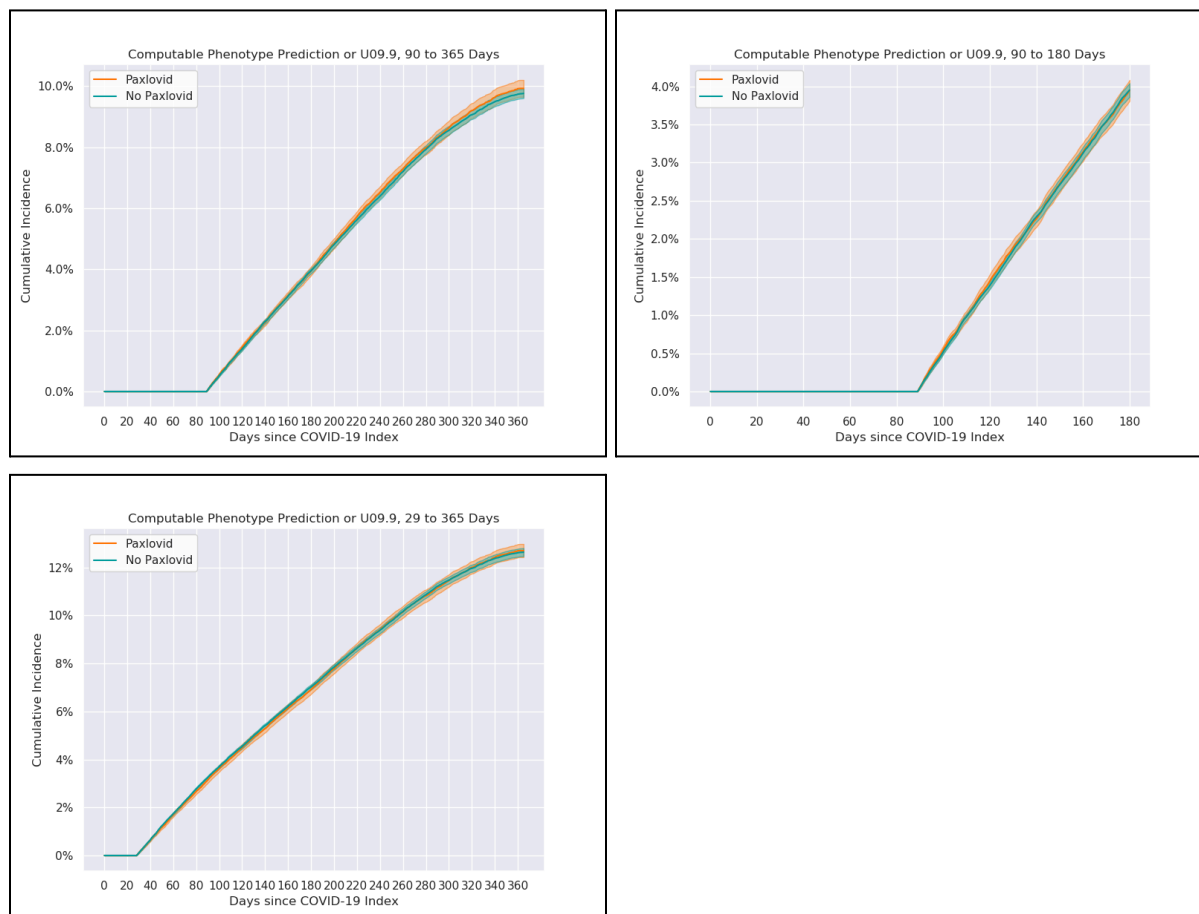 Computable Phenotype Prediction or U09.9, 90 to 365 Days
Paxlovid
No Paxlovid
10.0%
8.0%
6.0%
4.0%
2.0%
0.0%
Cumulative Incidence
0 20 40 60 80 100 120 140 160 180 200 220 240 260 280 300 320 340 360
Days since COVID-19 Index
Computable Phenotype Prediction or U09.9, 90 to 180 Days
Paxlovid
No Paxlovid
4.0%
3.5%
3.0%
2.5%
2.0%
1.5%
1.0%
0.5%
0.0%
Cumulative Incidence
0 20 40 60 80 100 120 140 160 180
Days since COVID-19 Index
Computable Phenotype Prediction or U09.9, 29 to 365 Days
Paxlovid
No Paxlovid
12%
10%
8%
6%
4%
2%
0%
Cumulative Incidence
0 20 40 60 80 100 120 140 160 180 200 220 240 260 280 300 320 340 360
Days since COVID-19 Index